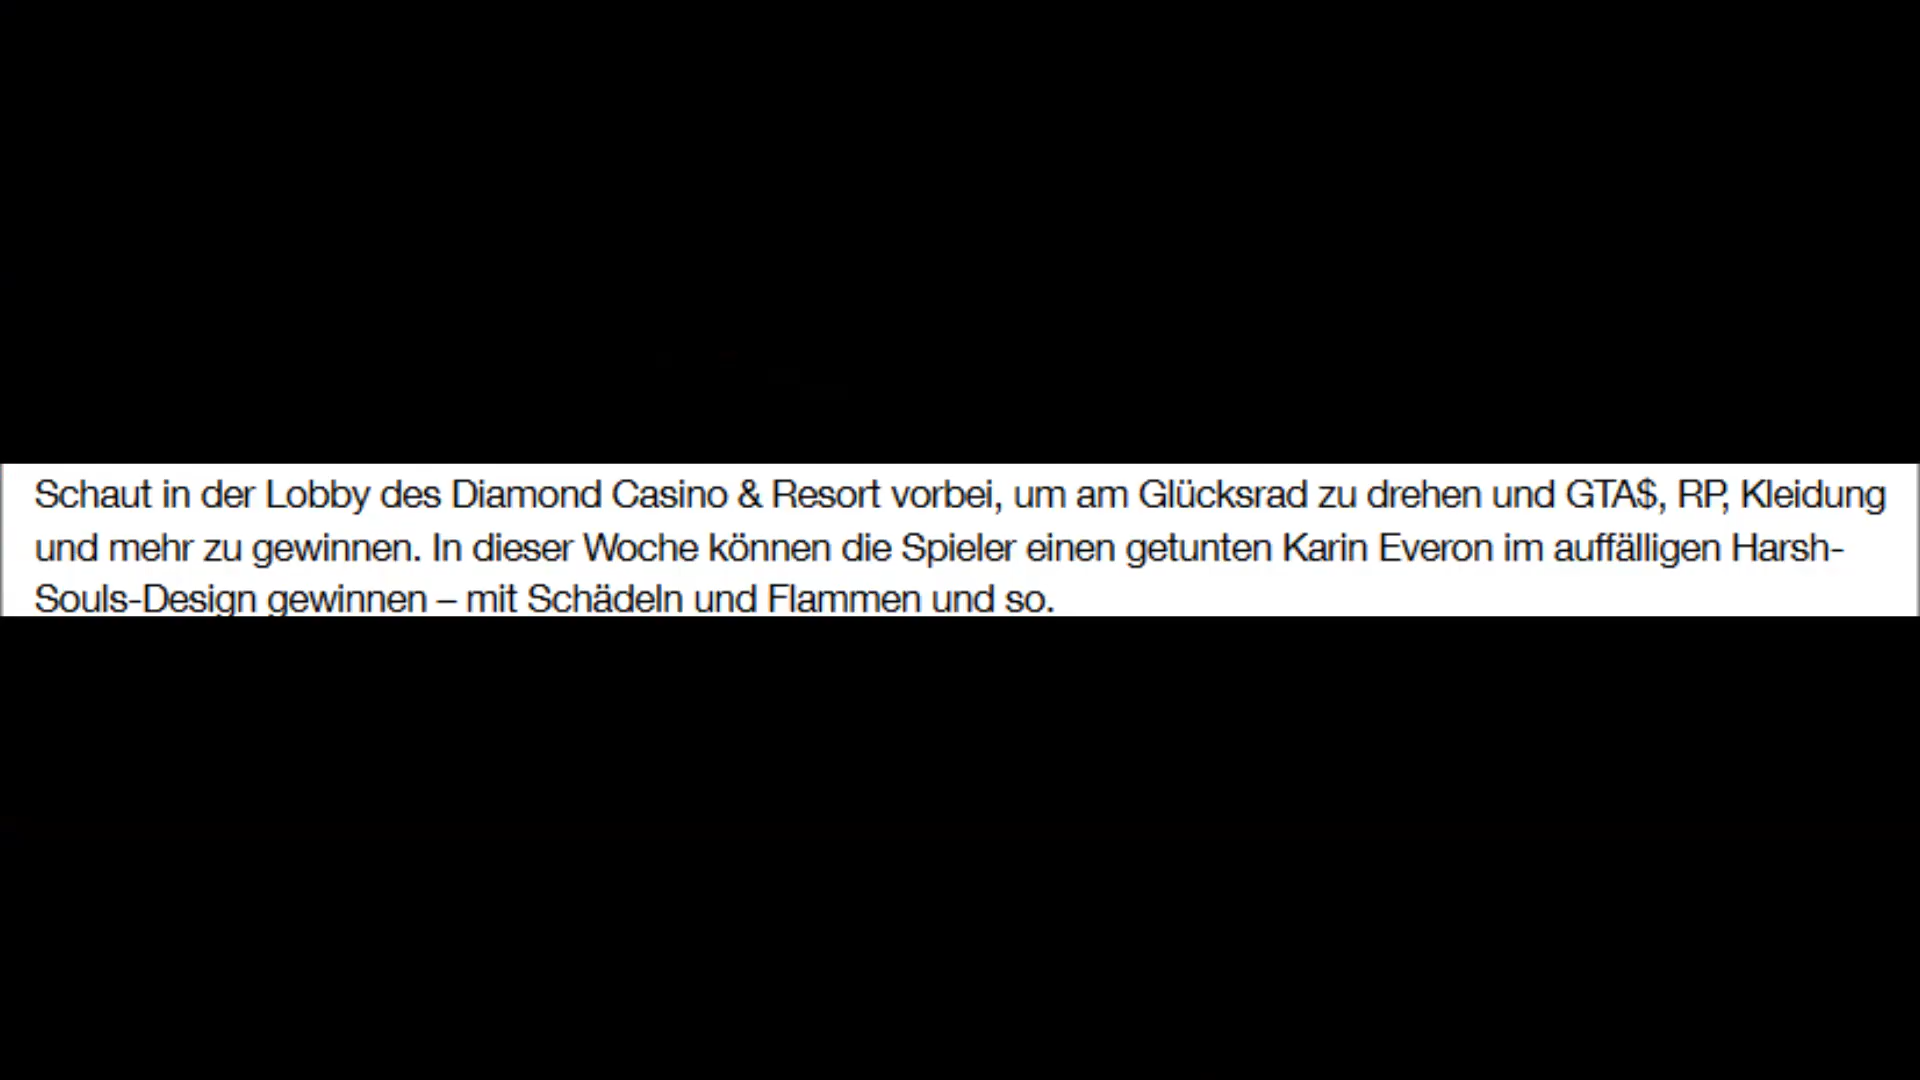 Schaut in der Lobby des Diamond Casino & Resort vorbei, um am Glücksrad zu drehen und GTA$, RP, Kleidung
und mehr zu gewinnen. In dieser Woche können die Spieler einen getunten Karin Everon im auffälligen Harsh-
Souls-Design gewinnen – mit Schädeln und Flammen und so.